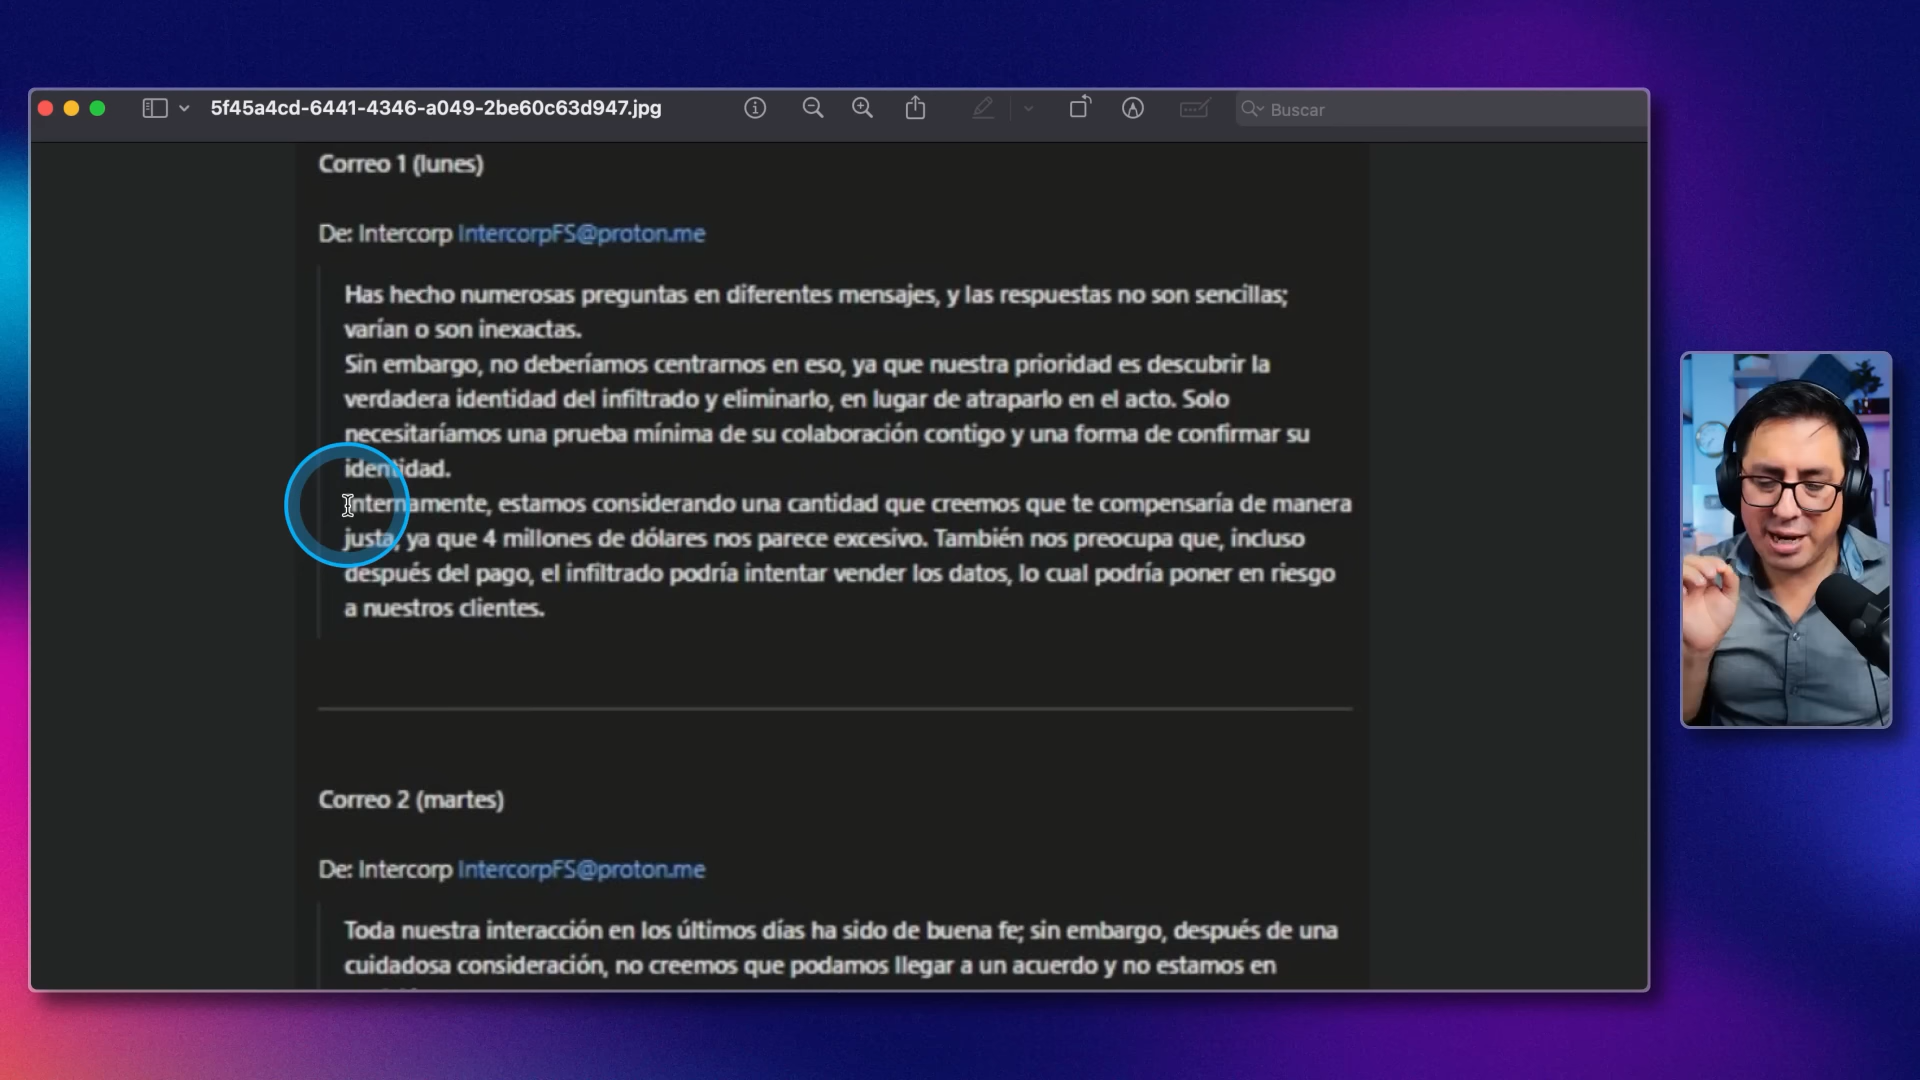 5f45a4cd-6441-4346-a049-2be60c63d947.jpg
Buscar
Correo 1 (lunes)
De: Intercorp IntercorpFS@proton.me
Has hecho numerosas preguntas en diferentes mensajes, y las respuestas no son sencillas;
varían o son inexactas.
Sin embargo, no deberíamos centrarnos en eso, ya que nuestra prioridad es descubrir la
verdadera identidad del infiltrado y eliminarlo, en lugar de atraparlo en el acto. Solo
necesitaríamos una prueba mínima de su colaboración contigo y una forma de confirmar su
identidad.
Internamente, estamos considerando una cantidad que creemos que te compensaría de manera
justa, ya que 4 millones de dólares nos parece excesivo. También nos preocupa que, incluso
después del pago, el infiltrado podría intentar vender los datos, lo cual podría poner en riesgo
a nuestros clientes.
Correo 2 (martes)
De: Intercorp IntercorpFS@proton.me
Toda nuestra interacción en los últimos días ha sido de buena fe; sin embargo, después de una
cuidadosa consideración, no creemos que podamos llegar a un acuerdo y no estamos en